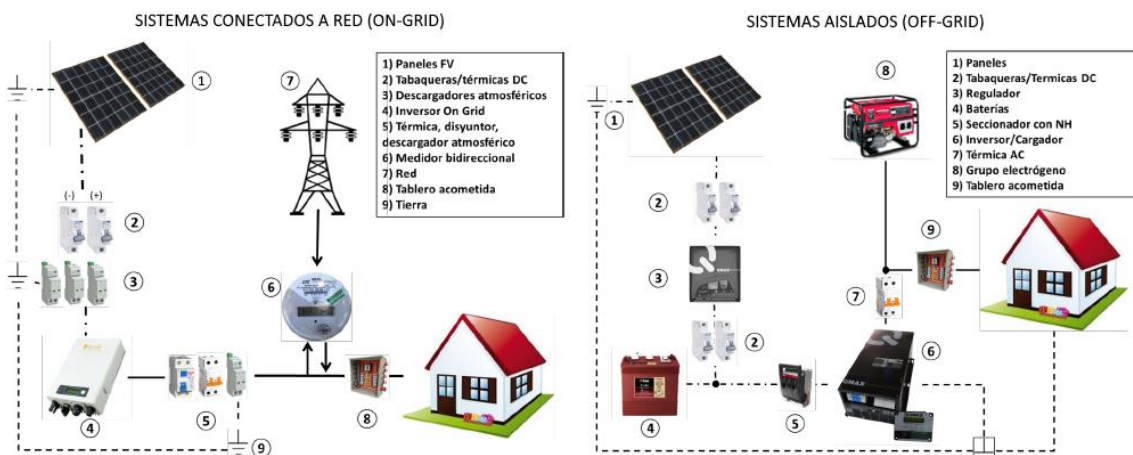 SISTEMAS CONECTADOS A RED (ON-GRID)
1
7
1) Paneles FV
2) Tabaqueras/térmicas DC
3) Descargadores atmosféricos
4) Inversor On Grid
5) Térmica, disyuntor,
descargador atmosférico
6) Medidor bidireccional
7) Red
8) Tablero acometida
9) Tierra
(-) (+)
2
3
6
4
5
9
8
SISTEMAS AISLADOS (OFF-GRID)
1
8
1) Paneles
2) Tabaqueras/Termicas DC
3) Regulador
4) Baterías
5) Seccionador con NH
6) Inversor/Cargador
7) Térmica AC
8) Grupo electrógeno
9) Tablero acometida
2
9
3
7
2
6
4
5